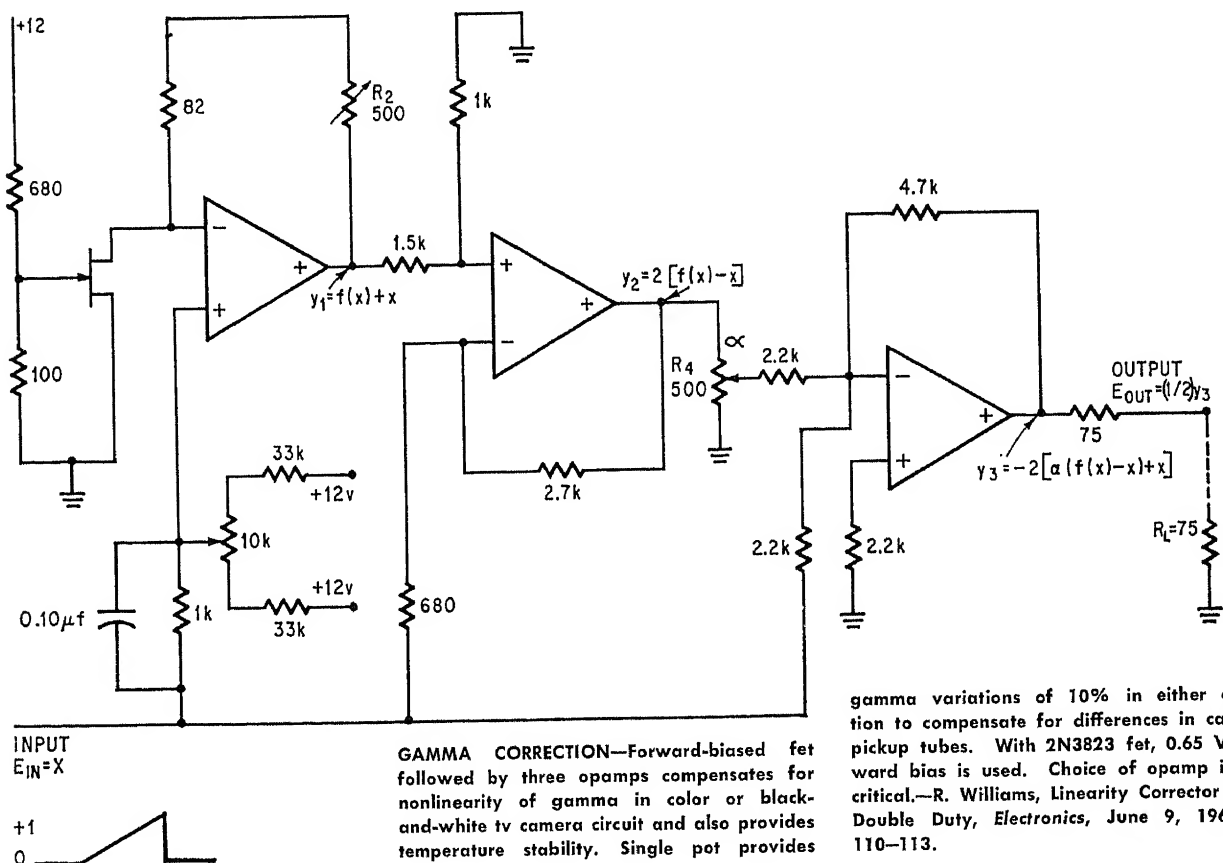 +12
82
R2
500
1k
680
4.7k
-
1.5k
+
+
y1=f(x)+x
+
y2=2[f(x)-x]
+
-
100
∝
R4
500
2.2k
-
+
OUTPUT
EOUT=(1/2)y3
75
y3=-2[α(f(x)-x)+x]
33k
+12v
10k
+12v
33k
2.7k
2.2k
2.2k
RL=75
0.10μf
1k
680
INPUT
EIN=X
+1
0
GAMMA CORRECTION—Forward-biased fet
followed by three opamps compensates for
nonlinearity of gamma in color or black-
and-white tv camera circuit and also provides
temperature stability. Single pot provides
gamma variations of 10% in either
tion to compensate for differences in
pickup tubes. With 2N3823 fet, 0.65 V
ward bias is used. Choice of opamp
critical.—R. Williams, Linearity Corrector
Double Duty, Electronics, June 9,
110–113.